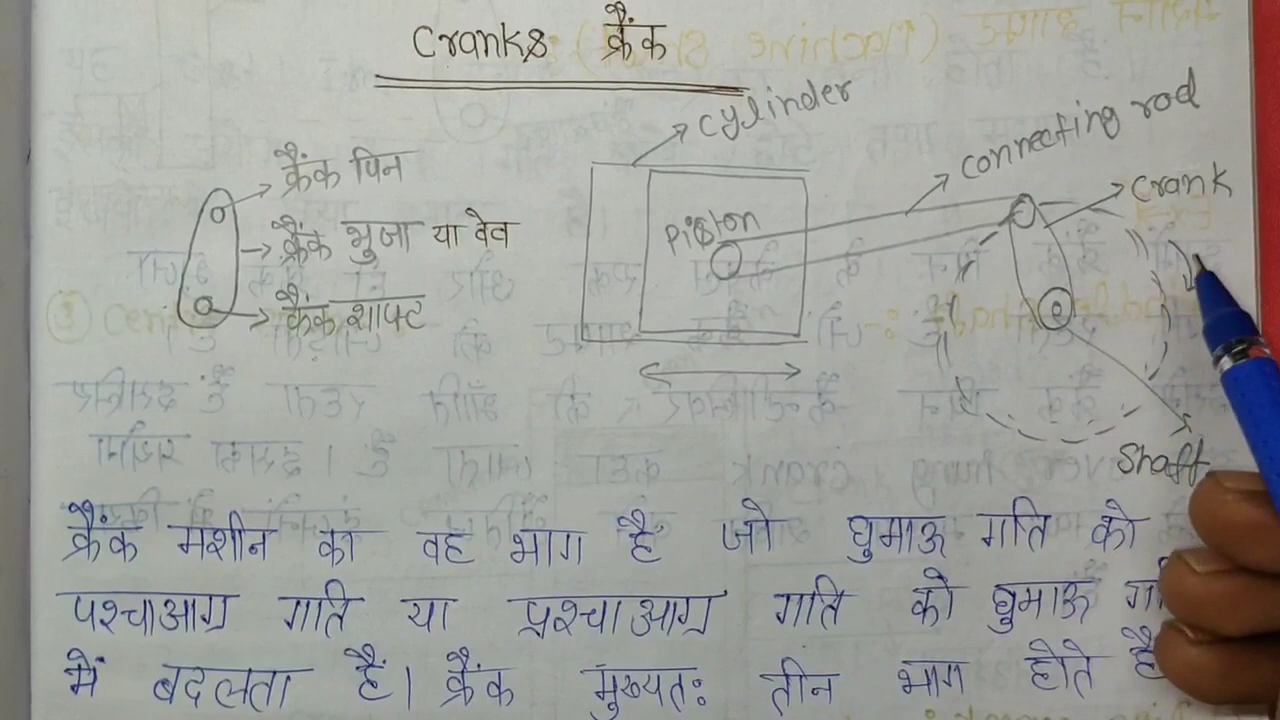 Cranks क्रैंक
cylinder
connecting rod
crank
Piston
shaft
क्रैंक पिन
क्रैंक भुजा या वेव
क्रैंक शाफ्ट
क्रैंक मशीन का वह भाग है जो घुमाऊ गति को
पश्चाआग्र गति या प्रश्चाआग्र गति को घुमाऊ
में बदलता है। क्रैंक मुख्यतः तीन भाग होते है